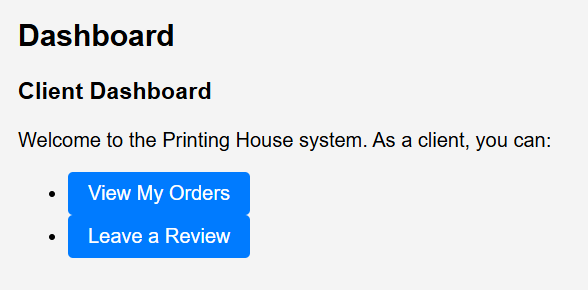 Dashboard
Client Dashboard
Welcome to the Printing House system. As a client, you can:
View My Orders
Leave a Review